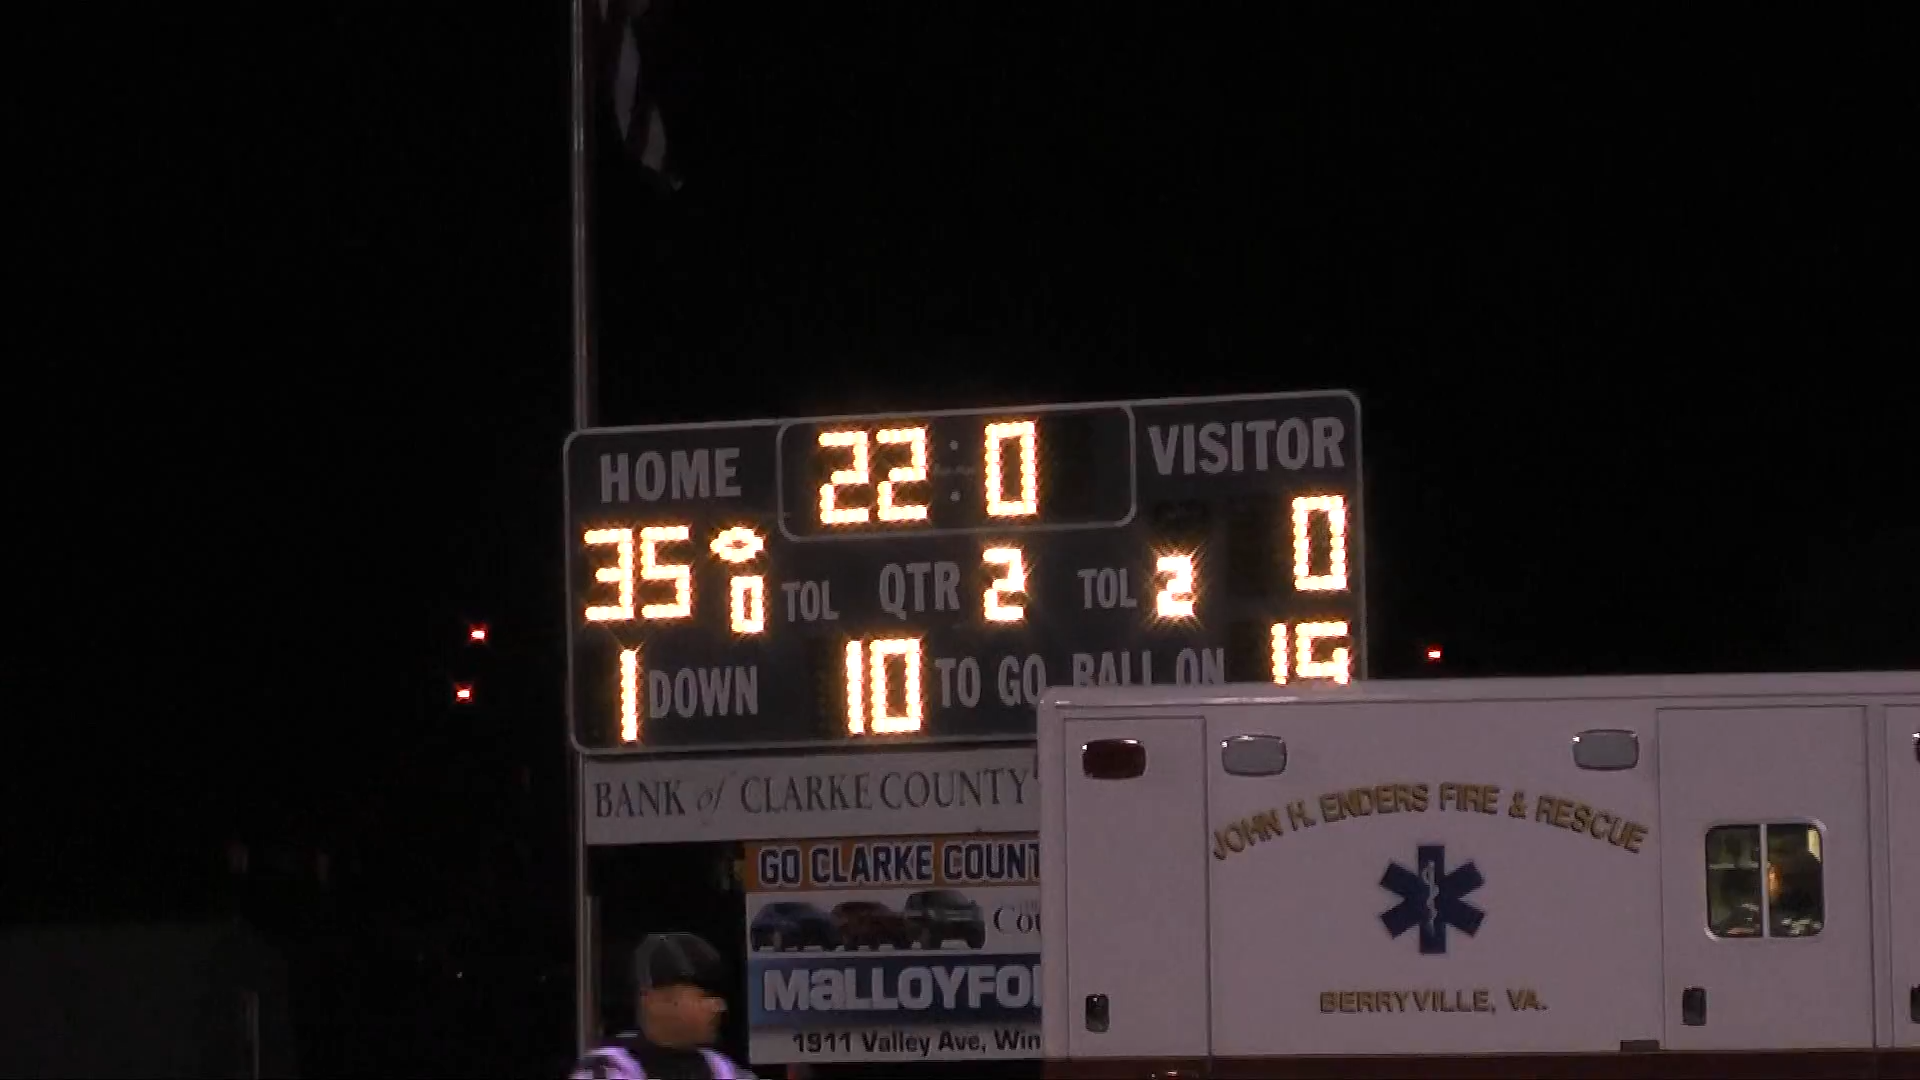 HOME 22:0 VISITOR
35 0 TOL QTR 2 TOL 2 0
1 DOWN 10 TO GO BALL ON 15
BANK of CLARKE COUNTY
GO CLARKE COUNT
MALLOYFO
1911 Valley Ave, Win
JOHN H. ENDERS FIRE & RESCUE
BERRYVILLE, VA.